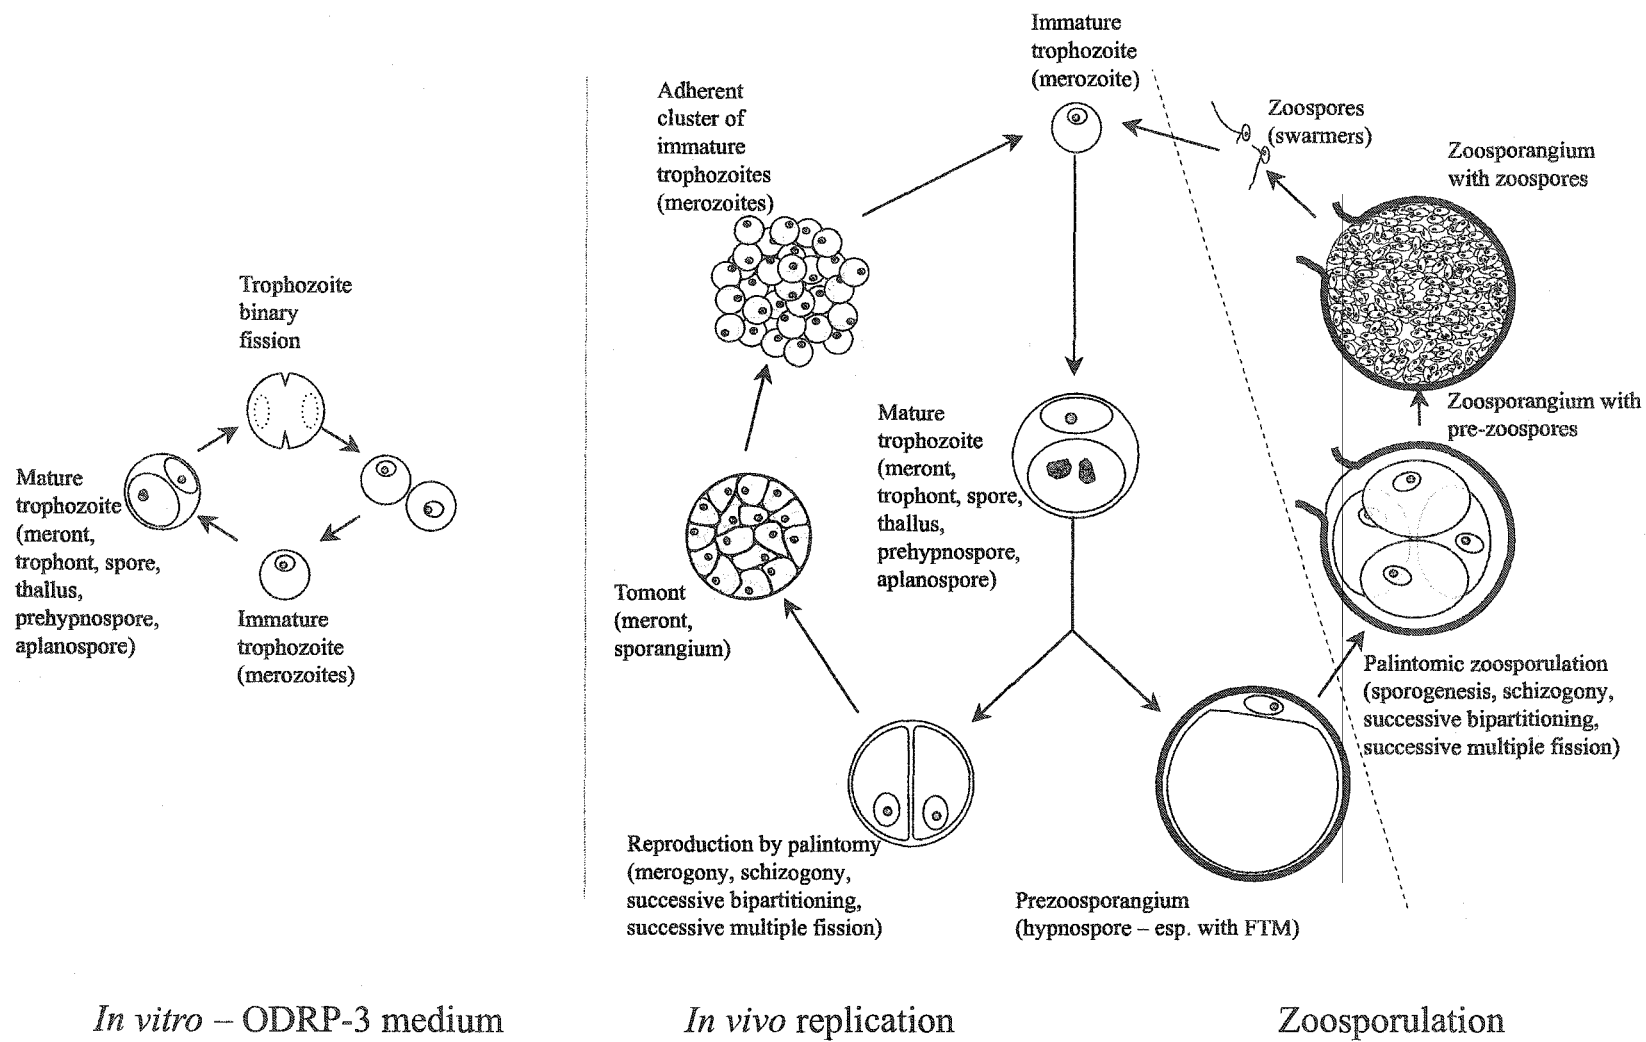 Immature
trophozoite
(merozoite)
Adherent
cluster of
immature
trophozoites
(merozoites)
Zoospores
(swarmers)
Zoosporangium
with zoospores
Trophozoite
binary
fission
Zoosporangium with
pre-zoospores
Mature
trophozoite
(meront,
trophont, spore,
thallus,
prehypnospore,
aplanospore)
Mature
trophozoite
(meront,
trophont, spore,
thallus,
prehypnospore,
aplanospore)
Immature
trophozoite
(merozoites)
Tomont
(meront,
sporangium)
Palintomic zoosporulation
(sporogenesis, schizogony,
successive bipartitioning,
successive multiple fission)
Reproduction by palintomy
(merogony, schizogony,
successive bipartitioning,
successive multiple fission)
Prezoosporangium
(hypnospore – esp. with FTM)
In vitro – ODRP-3 medium
In vivo replication
Zoosporulation